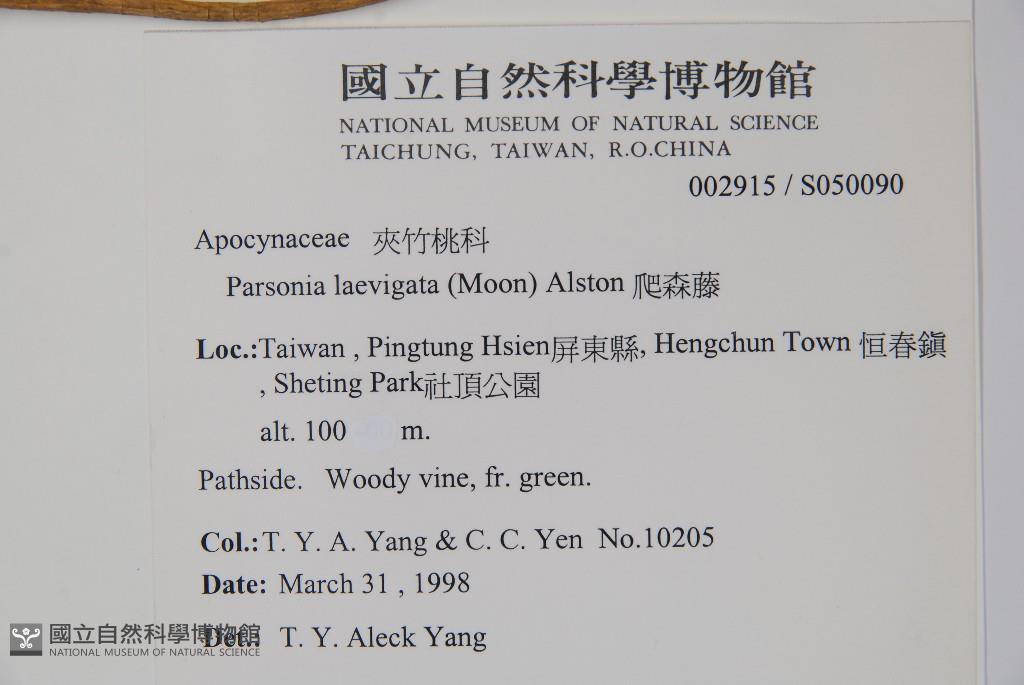 國立自然科學博物館
NATIONAL MUSEUM OF NATURAL SCIENCE
TAICHUNG, TAIWAN, R.O.CHINA
002915 / S050090
Apocynaceae 夾竹桃科
Parsonia laevigata (Moon) Alston 爬森藤
Loc.:Taiwan , Pingtung Hsien屏東縣, Hengchun Town 恒春鎮
, Sheting Park社頂公園
alt. 100 m.
Pathside. Woody vine, fr. green.
Col.:T. Y. A. Yang & C. C. Yen No.10205
Date: March 31 , 1998
Det.: T. Y. Aleck Yang
國立自然科學博物館
NATIONAL MUSEUM OF NATURAL SCIENCE